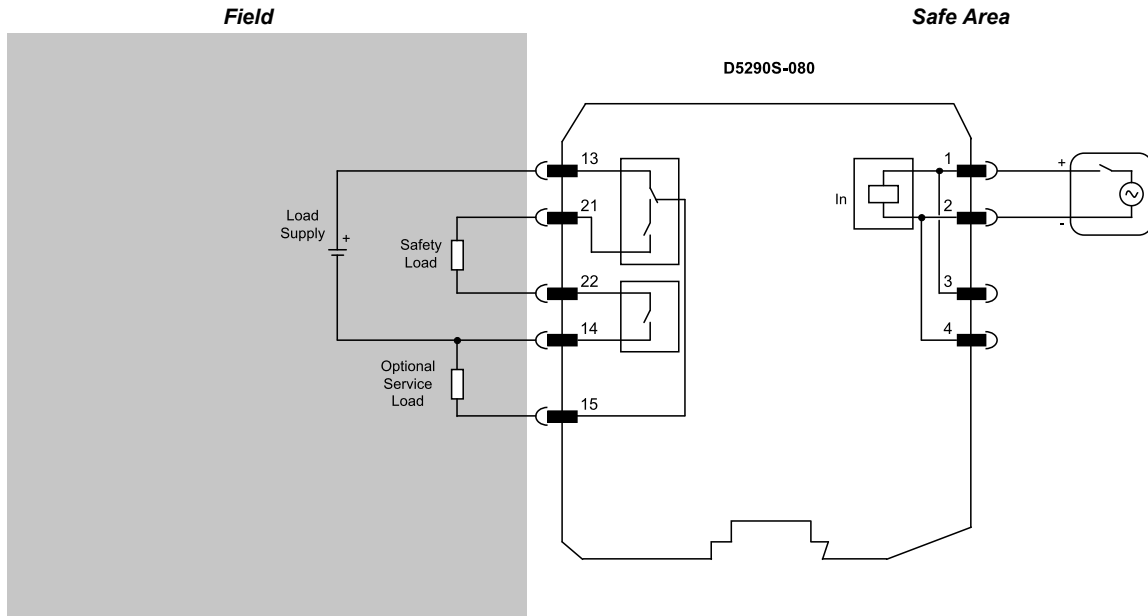 Field
Safe Area
D5290S-080
13
21
22
14
15
Load
Supply
+
Safety
Load
Optional
Service
Load
In
1
2
3
4
+
-